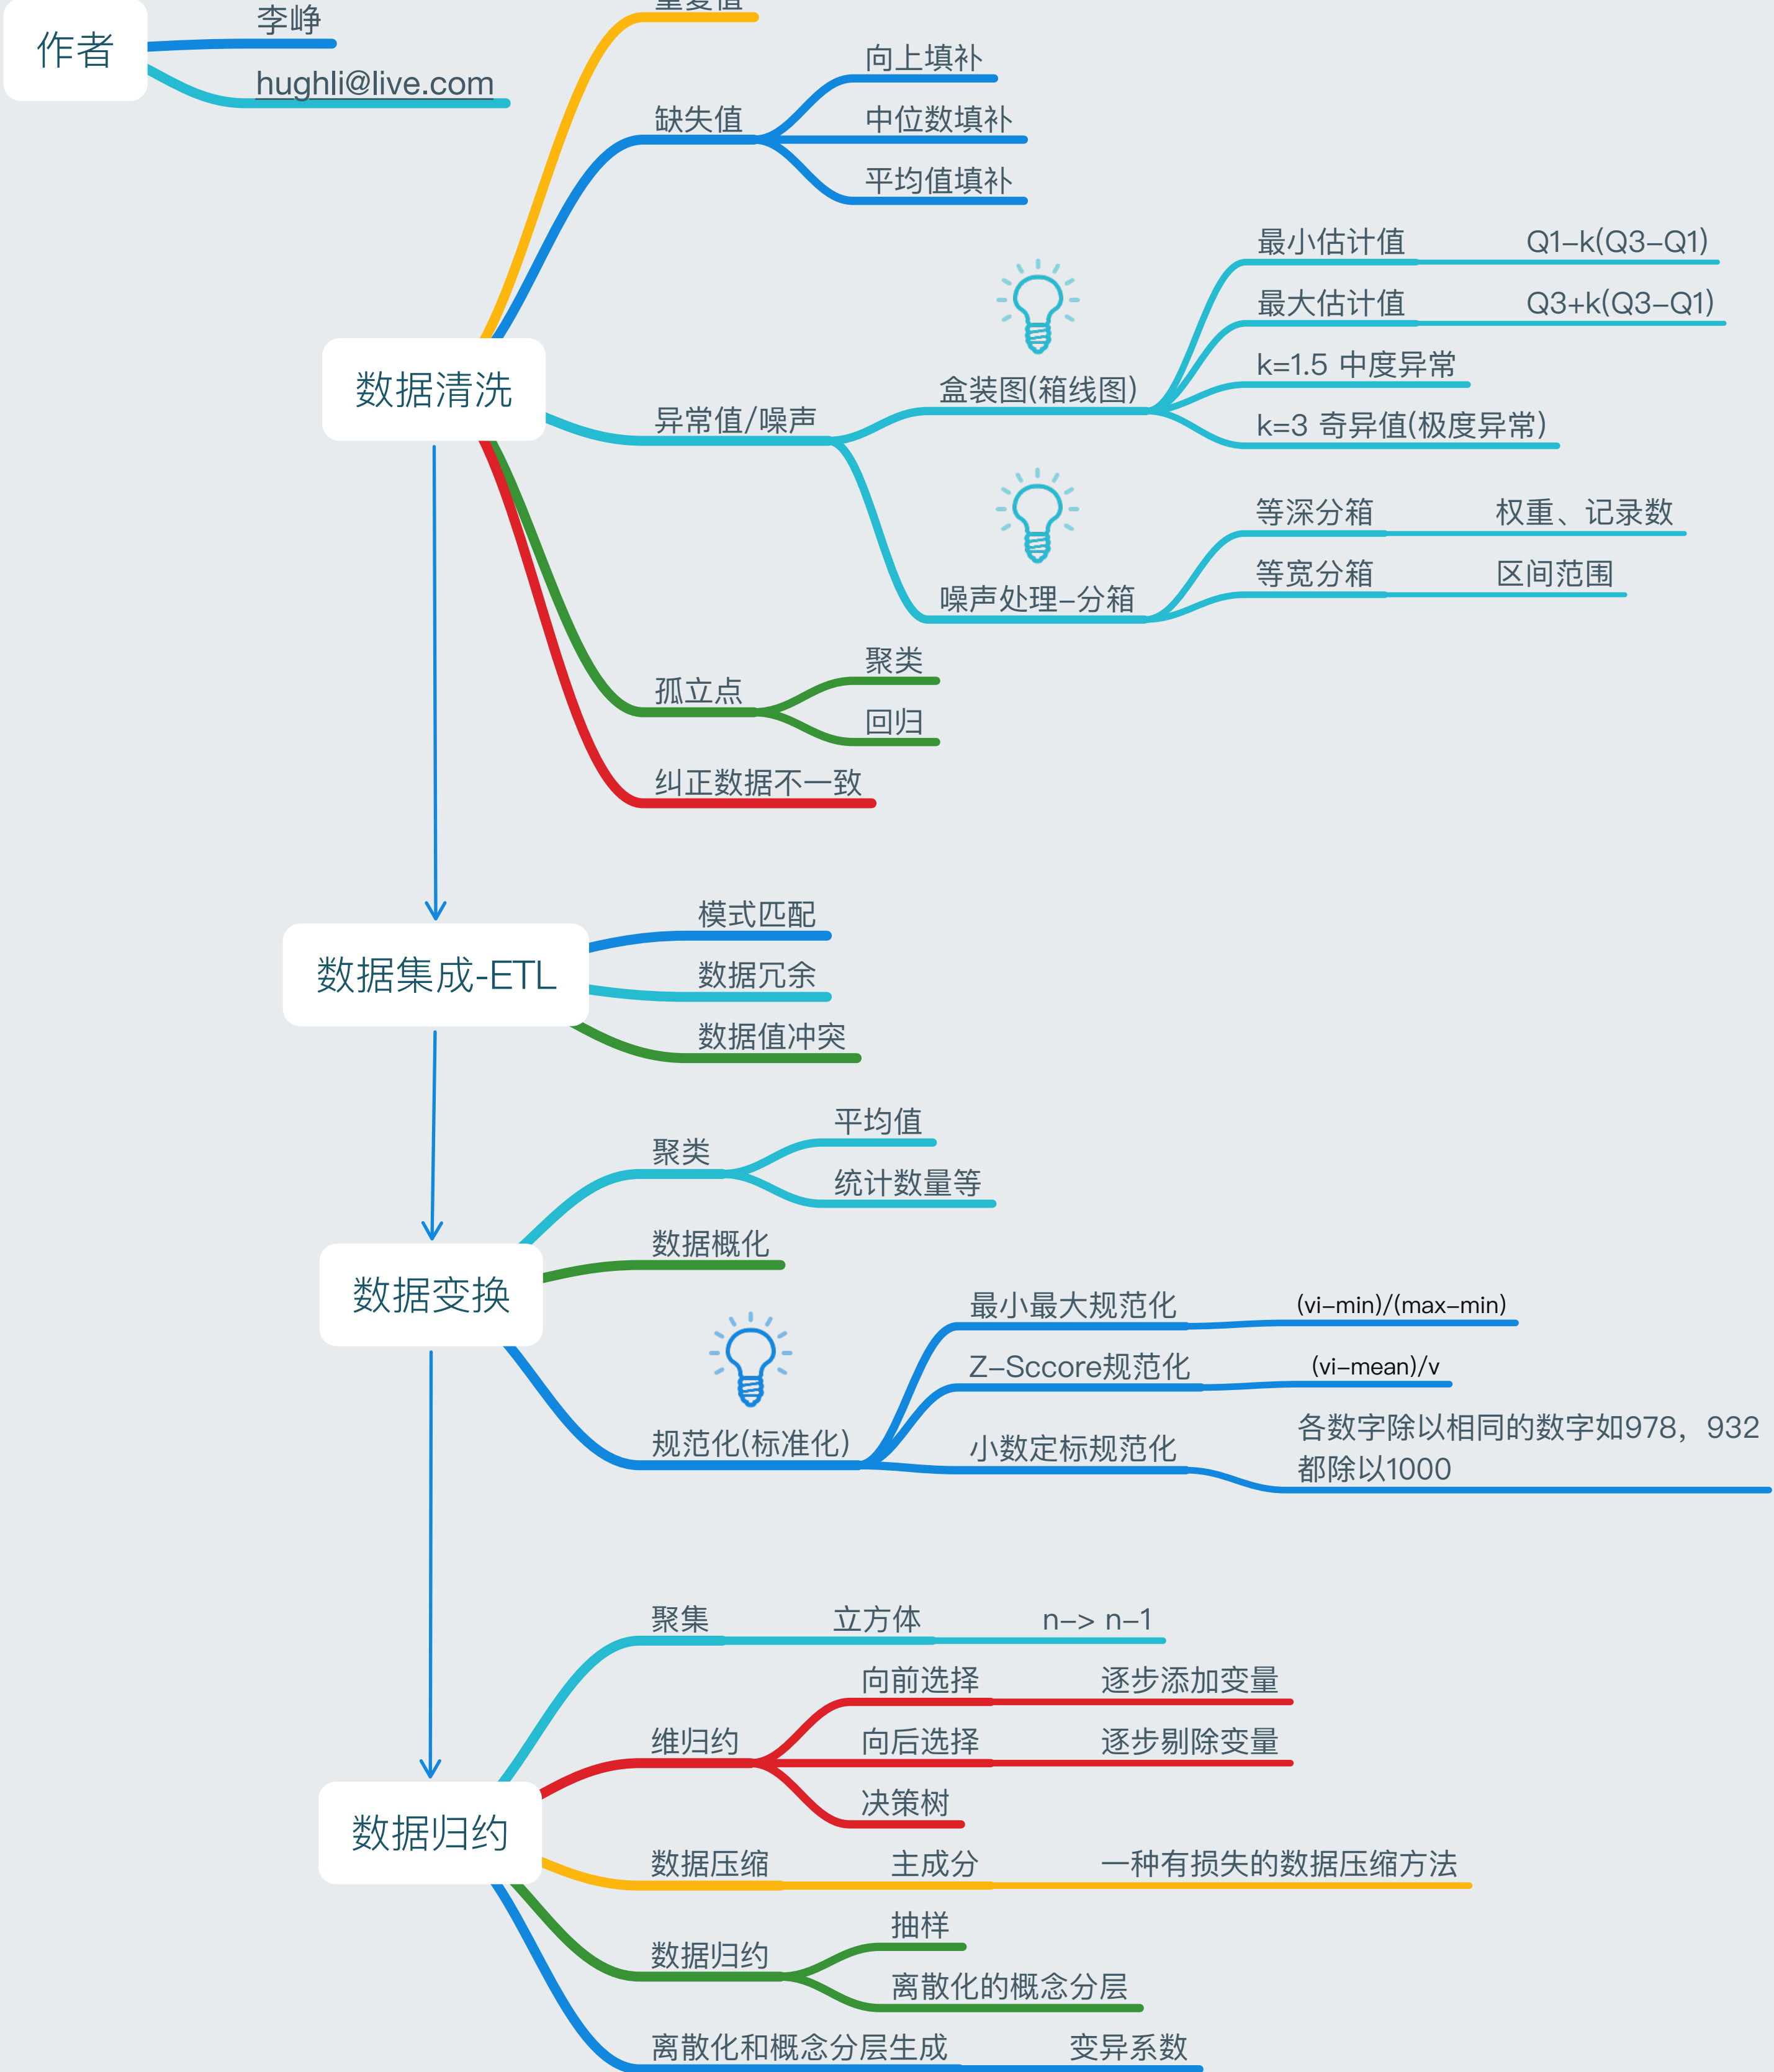 作者
李峥
hughli@live.com
重复值
缺失值
向上填补
中位数填补
平均值填补
数据清洗
异常值/噪声
盒装图(箱线图)
最小估计值
Q1-k(Q3-Q1)
最大估计值
Q3+k(Q3-Q1)
k=1.5 中度异常
k=3 奇异值(极度异常)
噪声处理-分箱
等深分箱
权重、记录数
等宽分箱
区间范围
孤立点
聚类
回归
纠正数据不一致
数据集成-ETL
模式匹配
数据冗余
数据值冲突
数据变换
聚类
平均值
统计数量等
数据概化
规范化(标准化)
最小最大规范化
(vi-min)/(max-min)
Z-Sccore规范化
(vi-mean)/v
小数定标规范化
各数字除以相同的数字如978，932
都除以1000
数据归约
聚集
立方体
n-> n-1
维归约
向前选择
逐步添加变量
向后选择
逐步剔除变量
决策树
数据压缩
主成分
一种有损失的数据压缩方法
数据归约
抽样
离散化的概念分层
离散化和概念分层生成
变异系数